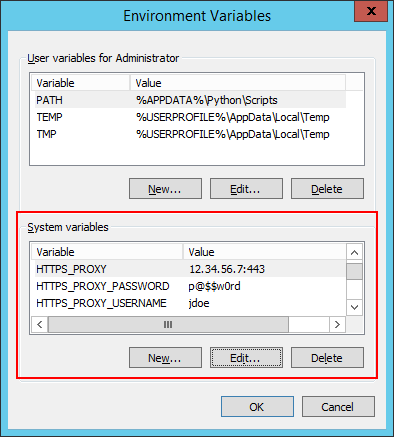 Environment Variables
x
User variables for Administrator
Variable Value
PATH %APPDATA%\Python\Scripts
TEMP %USERPROFILE%\AppData\Local\Temp
TMP %USERPROFILE%\AppData\Local\Temp
New... Edit... Delete
System variables
Variable Value
HTTPS_PROXY 12.34.56.7:443
HTTPS_PROXY_PASSWORD p@$$w0rd
HTTPS_PROXY_USERNAME jdoe
New... Edit... Delete
OK Cancel